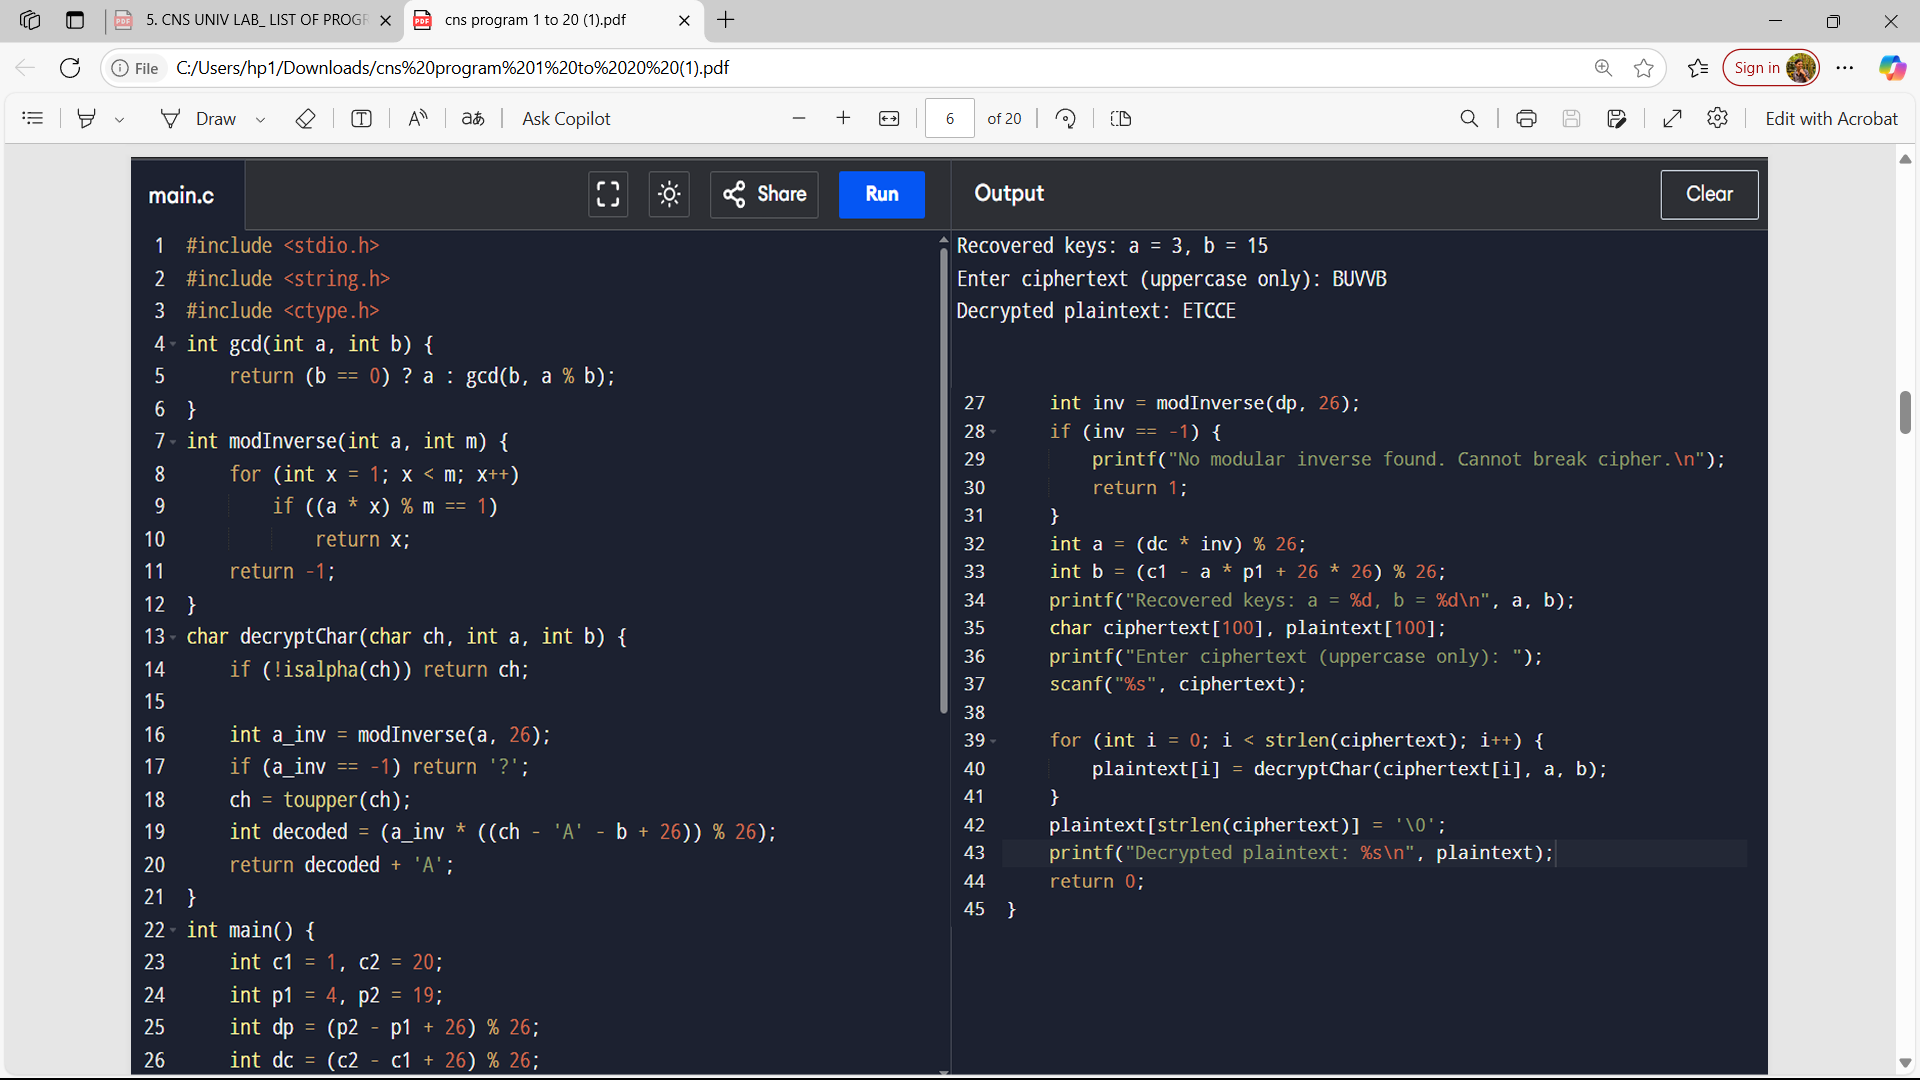 5. CNS UNIV LAB_ LIST OF PROGR
cns program 1 to 20 (1).pdf
File
C:/Users/hp1/Downloads/cns%20program%201%20to%2020%20(1).pdf
Sign in
Draw
Ask Copilot
6 of 20
Edit with Acrobat
main.c
Share
Run
Output
Clear
1 #include <stdio.h>
2 #include <string.h>
3 #include <ctype.h>
4 int gcd(int a, int b) {
5 return (b == 0) ? a : gcd(b, a % b);
6 }
7 int modInverse(int a, int m) {
8 for (int x = 1; x < m; x++)
9 if ((a * x) % m == 1)
10 return x;
11 return -1;
12 }
13 char decryptChar(char ch, int a, int b) {
14 if (!isalpha(ch)) return ch;
15
16 int a_inv = modInverse(a, 26);
17 if (a_inv == -1) return '?';
18 ch = toupper(ch);
19 int decoded = (a_inv * ((ch - 'A' - b + 26)) % 26);
20 return decoded + 'A';
21 }
22 int main() {
23 int c1 = 1, c2 = 20;
24 int p1 = 4, p2 = 19;
25 int dp = (p2 - p1 + 26) % 26;
26 int dc = (c2 - c1 + 26) % 26;
Recovered keys: a = 3, b = 15
Enter ciphertext (uppercase only): BUVVB
Decrypted plaintext: ETCCE
27 int inv = modInverse(dp, 26);
28 if (inv == -1) {
29 printf("No modular inverse found. Cannot break cipher.\n");
30 return 1;
31 }
32 int a = (dc * inv) % 26;
33 int b = (c1 - a * p1 + 26 * 26) % 26;
34 printf("Recovered keys: a = %d, b = %d\n", a, b);
35 char ciphertext[100], plaintext[100];
36 printf("Enter ciphertext (uppercase only): ");
37 scanf("%s", ciphertext);
38
39 for (int i = 0; i < strlen(ciphertext); i++) {
40 plaintext[i] = decryptChar(ciphertext[i], a, b);
41 }
42 plaintext[strlen(ciphertext)] = '\0';
43 printf("Decrypted plaintext: %s\n", plaintext);
44 return 0;
45 }